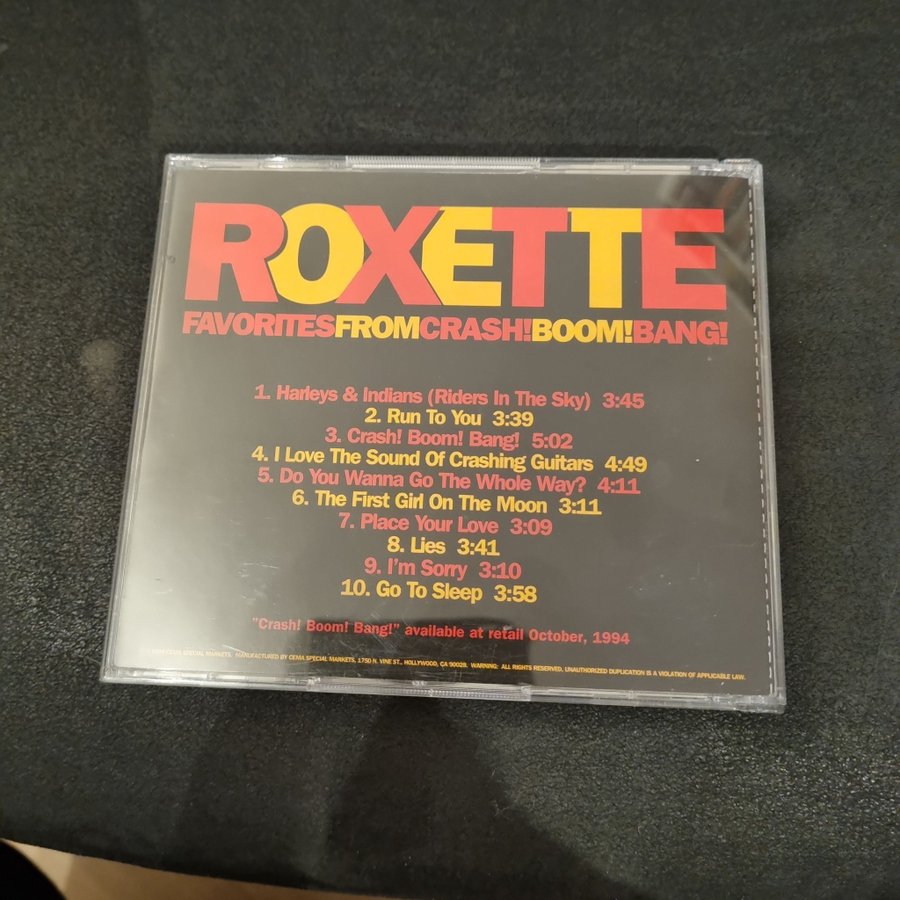 ROXETTE
FAVORITESFROMCRASH!BOOM!BANG!
1. Harleys & Indians (Riders In The Sky) 3:45
2. Run To You 3:39
3. Crash! Boom! Bang! 5:02
4. I Love The Sound Of Crashing Guitars 4:49
5. Do You Wanna Go The Whole Way? 4:11
6. The First Girl On The Moon 3:11
7. Place Your Love 3:09
8. Lies 3:41
9. I'm Sorry 3:10
10. Go To Sleep 3:58
"Crash! Boom! Bang!" available at retail October, 1994
CEMA SPECIAL MARKETS. MANUFACTURED BY CEMA SPECIAL MARKETS, 1750 N. VINE ST., HOLLYWOOD, CA 90028. WARNING: ALL RIGHTS RESERVED. UNAUTHORIZED DUPLICATION IS A VIOLATION OF APPLICABLE LAW.